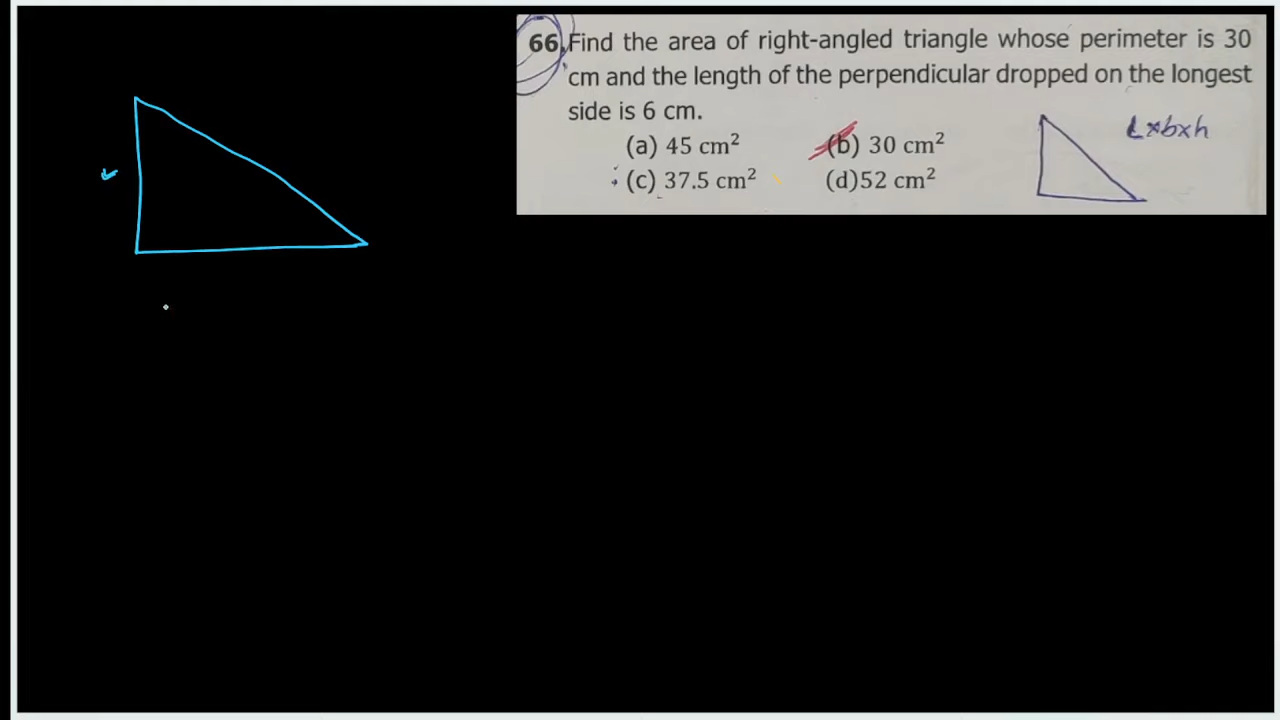 66. Find the area of right-angled triangle whose perimeter is 30
cm and the length of the perpendicular dropped on the longest
side is 6 cm.
(a) 45 cm² (b) 30 cm²
(c) 37.5 cm² (d)52 cm²
L×b×h